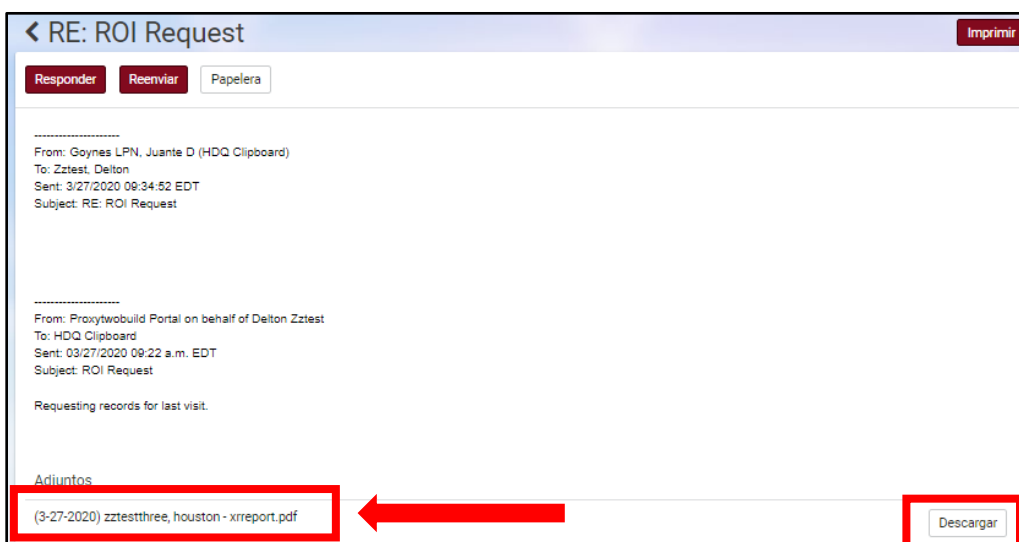 RE: ROI Request
Imprimir
Responder Reenviar Papelera
---------------------
From: Goynes LPN, Juante D (HDQ Clipboard)
To: Zztest, Delton
Sent: 3/27/2020 09:34:52 EDT
Subject: RE: ROI Request
---------------------
From: Proxytwobuild Portal on behalf of Delton Zztest
To: HDQ Clipboard
Sent: 03/27/2020 09:22 a.m. EDT
Subject: ROI Request
Requesting records for last visit.
Adjuntos
(3-27-2020) zztestthree, houston - xrreport.pdf
Descargar